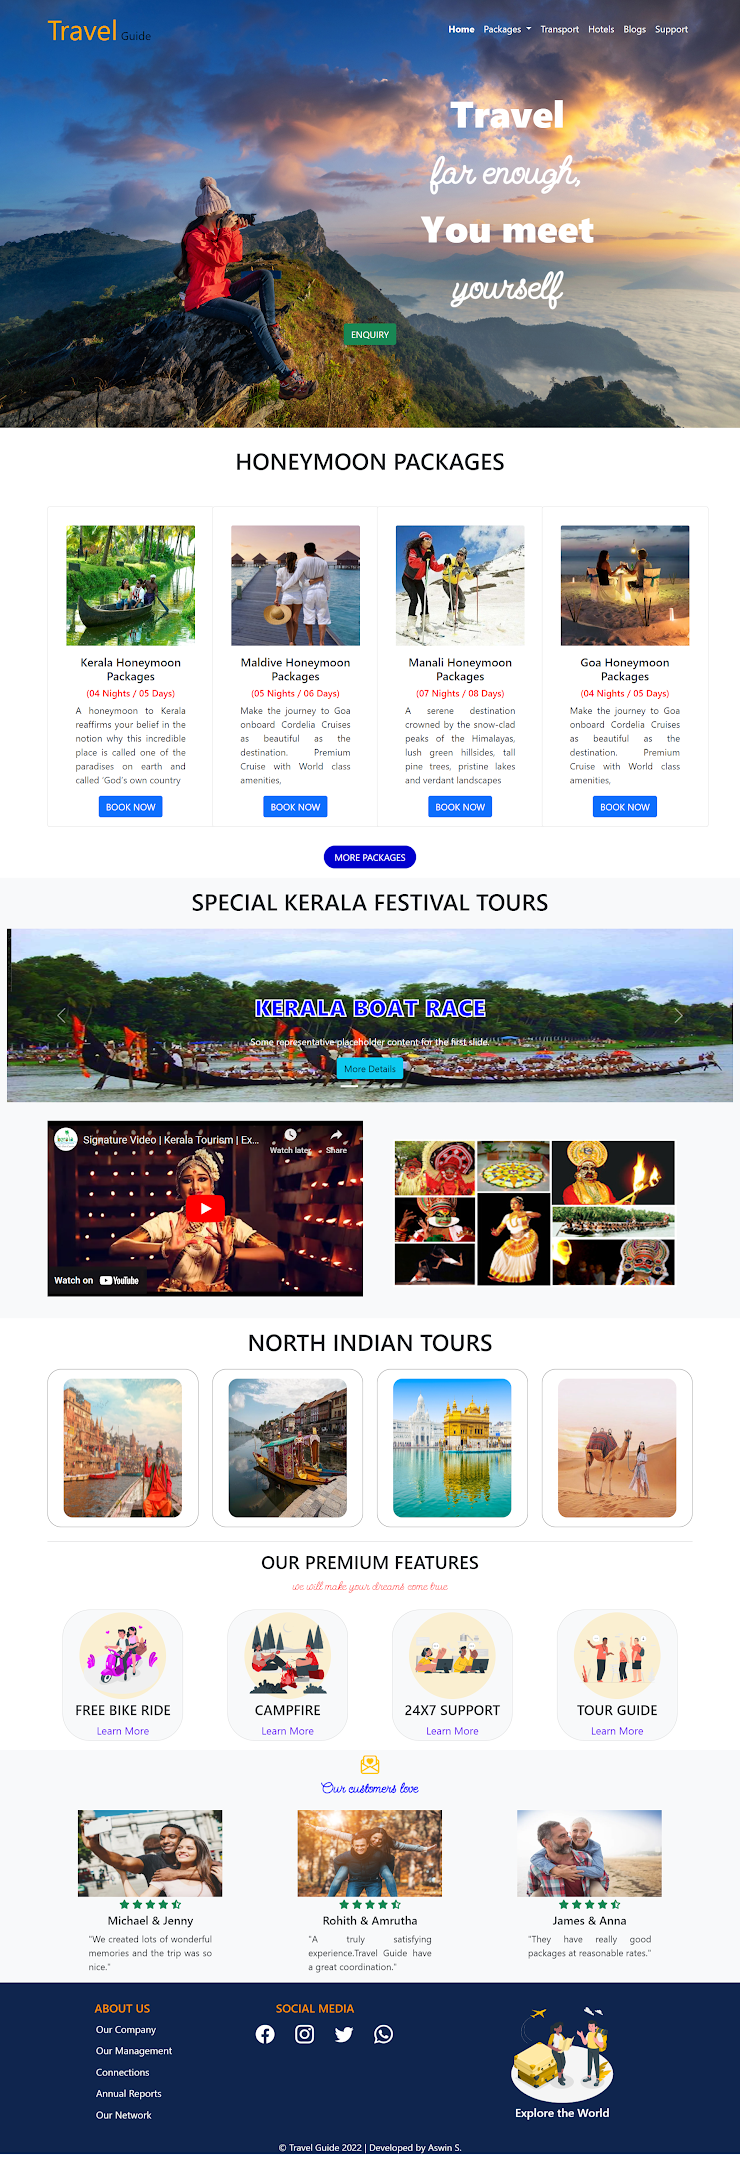 Travel Guide
Home Packages Transport Hotels Blogs Support
Travel
far enough,
You meet
yourself
ENQUIRY
HONEYMOON PACKAGES
Kerala Honeymoon
Packages
(04 Nights / 05 Days)
A honeymoon to Kerala
reaffirms your belief in the
notion why this incredible
place is called one of the
paradises on earth and
called 'God's own country
BOOK NOW
Maldive Honeymoon
Packages
(05 Nights / 06 Days)
Make the journey to Goa
onboard Cordelia Cruises
as beautiful as the
destination. Premium
Cruise with World class
amenities,
BOOK NOW
Manali Honeymoon
Packages
(07 Nights / 08 Days)
A serene destination
crowned by the snow-clad
peaks of the Himalayas,
lush green hillsides, tall
pine trees, pristine lakes
and verdant landscapes
BOOK NOW
Goa Honeymoon
Packages
(04 Nights / 05 Days)
Make the journey to Goa
onboard Cordelia Cruises
as beautiful as the
destination. Premium
Cruise with World class
amenities,
BOOK NOW
MORE PACKAGES
SPECIAL KERALA FESTIVAL TOURS
KERALA BOAT RACE
Some representative placeholder content for the first slide.
More Details
Signature Video | Kerala Tourism | Ex...
Watch later Share
Watch on YouTube
NORTH INDIAN TOURS
OUR PREMIUM FEATURES
we will make your dreams come true
FREE BIKE RIDE
Learn More
CAMPFIRE
Learn More
24X7 SUPPORT
Learn More
TOUR GUIDE
Learn More
Our customers love
Michael & Jenny
"We created lots of wonderful
memories and the trip was so
nice."
Rohith & Amrutha
"A truly satisfying
experience.Travel Guide have
a great coordination."
James & Anna
"They have really good
packages at reasonable rates."
ABOUT US
Our Company
Our Management
Connections
Annual Reports
Our Network
SOCIAL MEDIA
Explore the World
© Travel Guide 2022 | Developed by Aswin S.